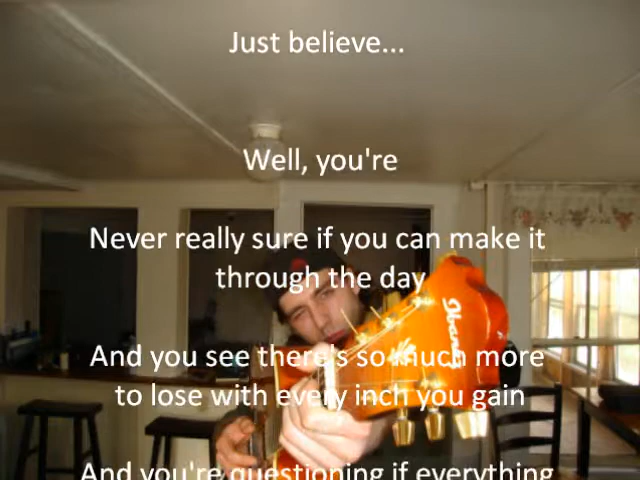 Just believe...
Well, you're
Never really sure if you can make it
through the day
And you see there's so much more
to lose with every inch you gain
And you're questioning if everything
Ibanez